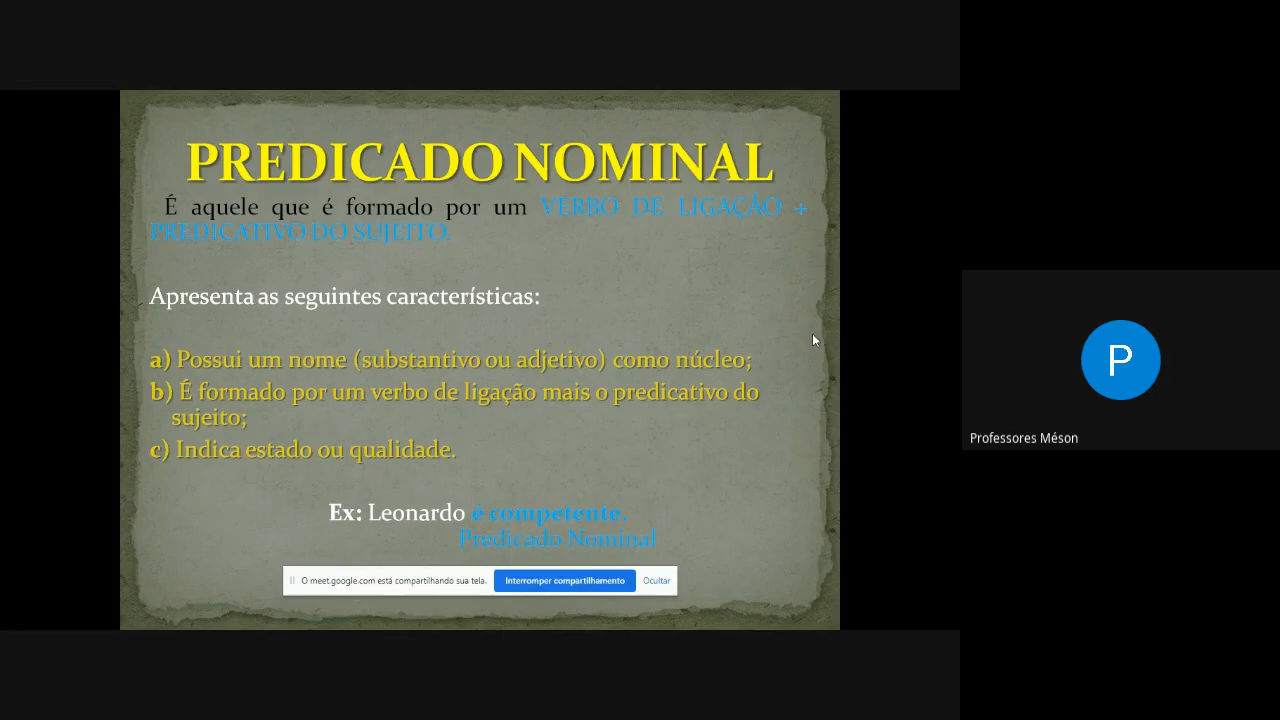 PREDICADO NOMINAL
É aquele que é formado por um VERBO DE LIGAÇÃO +
PREDICATIVO DO SUJEITO.
Apresenta as seguintes características:
a) Possui um nome (substantivo ou adjetivo) como núcleo;
b) É formado por um verbo de ligação mais o predicativo do
sujeito;
c) Indica estado ou qualidade.
Ex: Leonardo é competente.
Predicado Nominal
O meet.google.com está compartilhando sua tela. Interromper compartilhamento Ocultar
P
Professores Méson